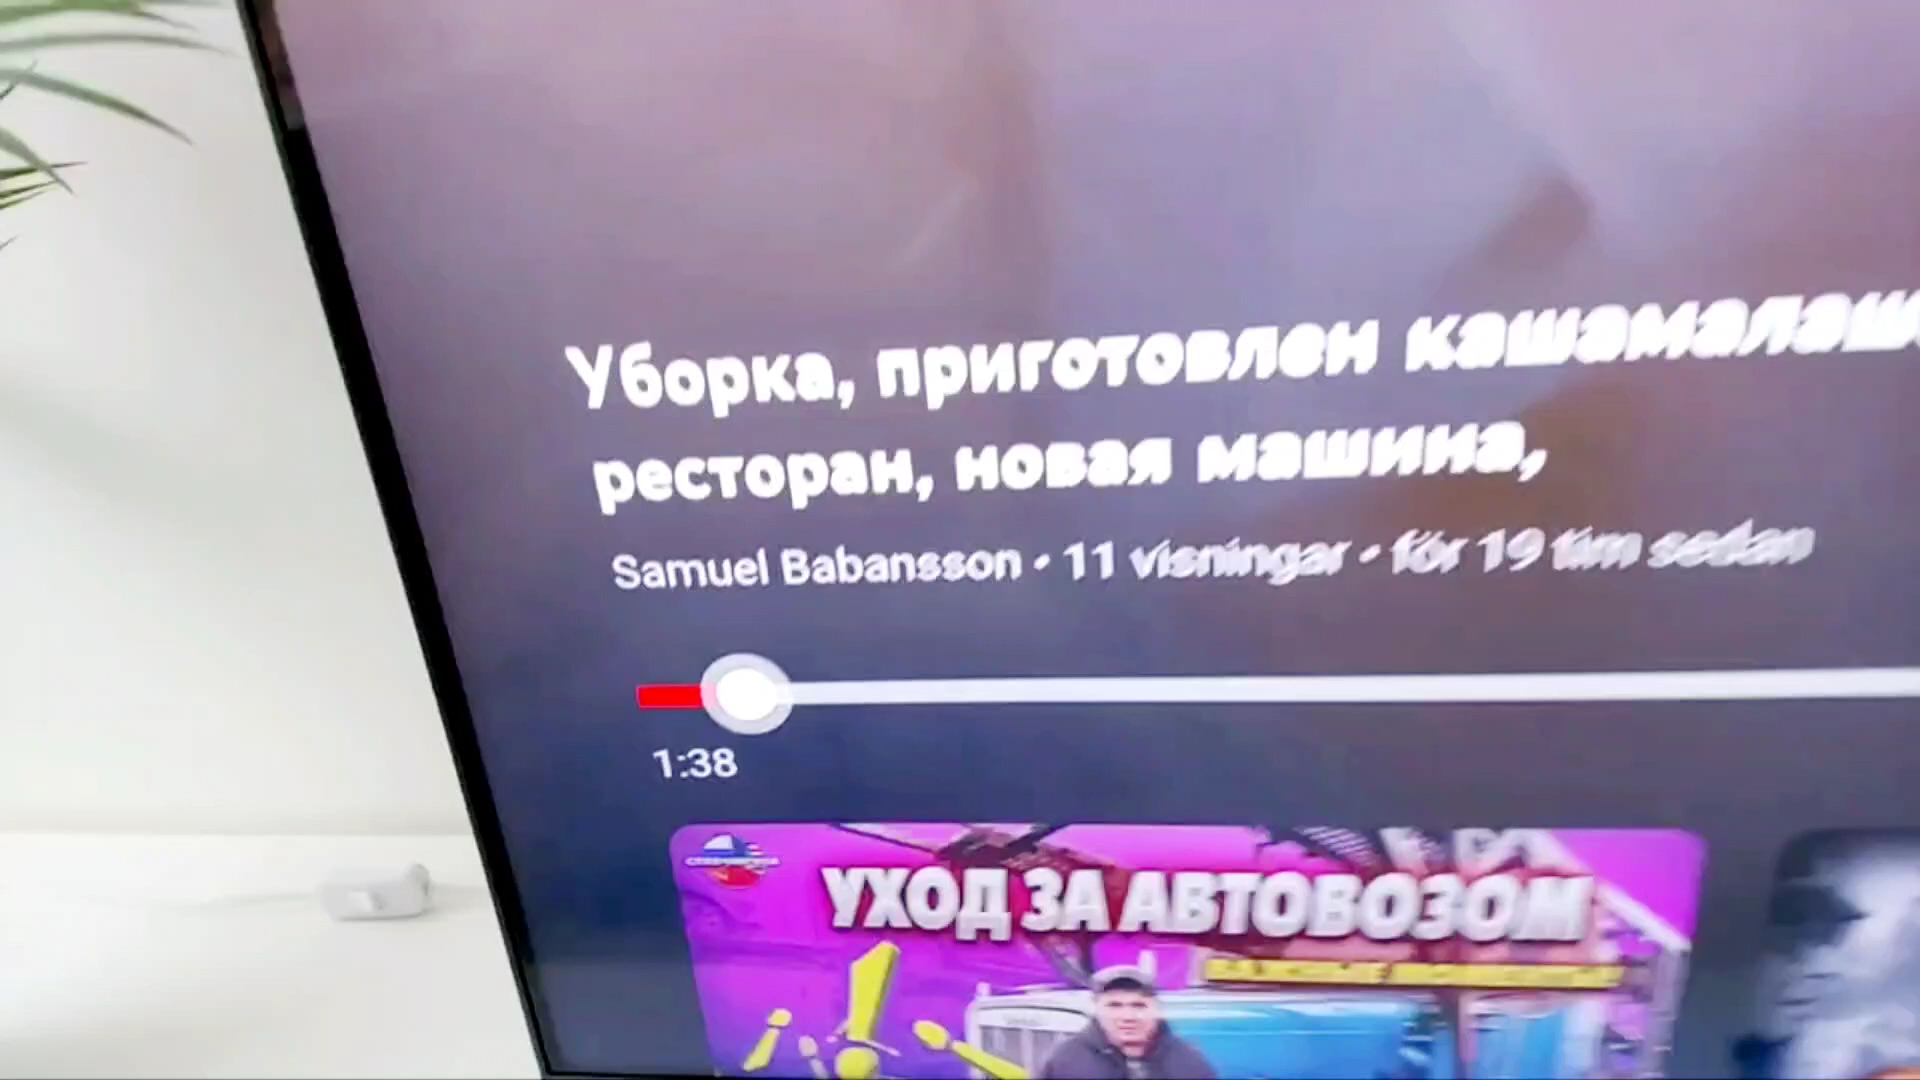 Уборка, приготовлен кашамалаш
ресторан, новая машина,
Samuel Babansson • 11 visningar • för 19 tim sedan
1:38
УХОД ЗА АВТОВОЗОМ